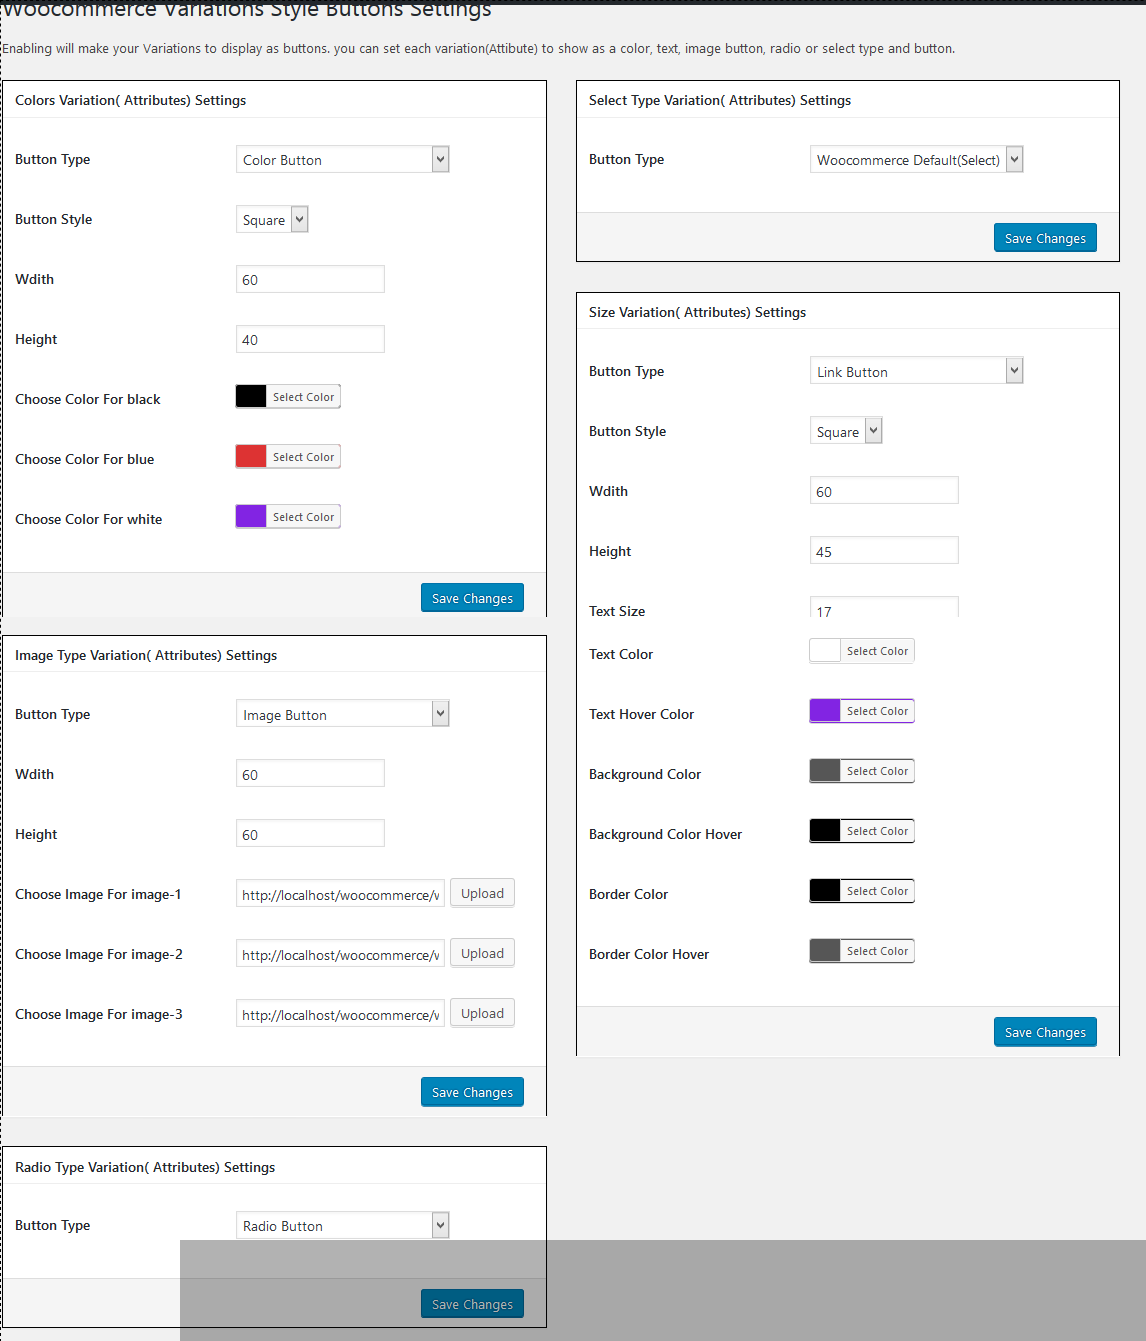 Woocommerce Variations Style Buttons Settings
Enabling will make your Variations to display as buttons. you can set each variation(Attibute) to show as a color, text, image button, radio or select type and button.
Colors Variation( Attributes) Settings
Button Type Color Button
Button Style Square
Wdith 60
Height 40
Choose Color For black Select Color
Choose Color For blue Select Color
Choose Color For white Select Color
Save Changes
Image Type Variation( Attributes) Settings
Button Type Image Button
Wdith 60
Height 60
Choose Image For image-1 http://localhost/woocommerce/ Upload
Choose Image For image-2 http://localhost/woocommerce/ Upload
Choose Image For image-3 http://localhost/woocommerce/ Upload
Save Changes
Radio Type Variation( Attributes) Settings
Button Type Radio Button
Save Changes
Select Type Variation( Attributes) Settings
Button Type Woocommerce Default(Select)
Save Changes
Size Variation( Attributes) Settings
Button Type Link Button
Button Style Square
Wdith 60
Height 45
Text Size 17
Text Color Select Color
Text Hover Color Select Color
Background Color Select Color
Background Color Hover Select Color
Border Color Select Color
Border Color Hover Select Color
Save Changes